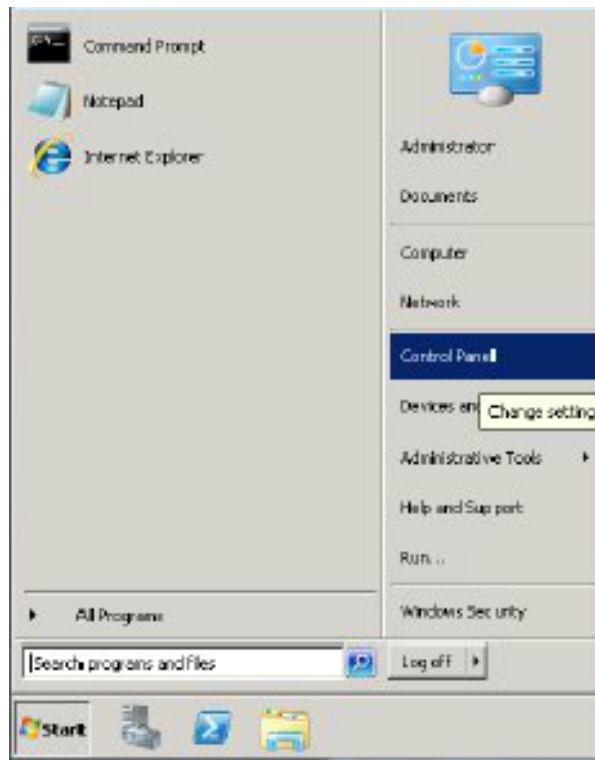 Command Prompt
Notepad
Internet Explorer
All Programs
Search programs and files
Start
Administrator
Documents
Computer
Network
Control Panel
Devices and
Change setting
Administrative Tools
Help and Support
Run...
Windows Security
Log off